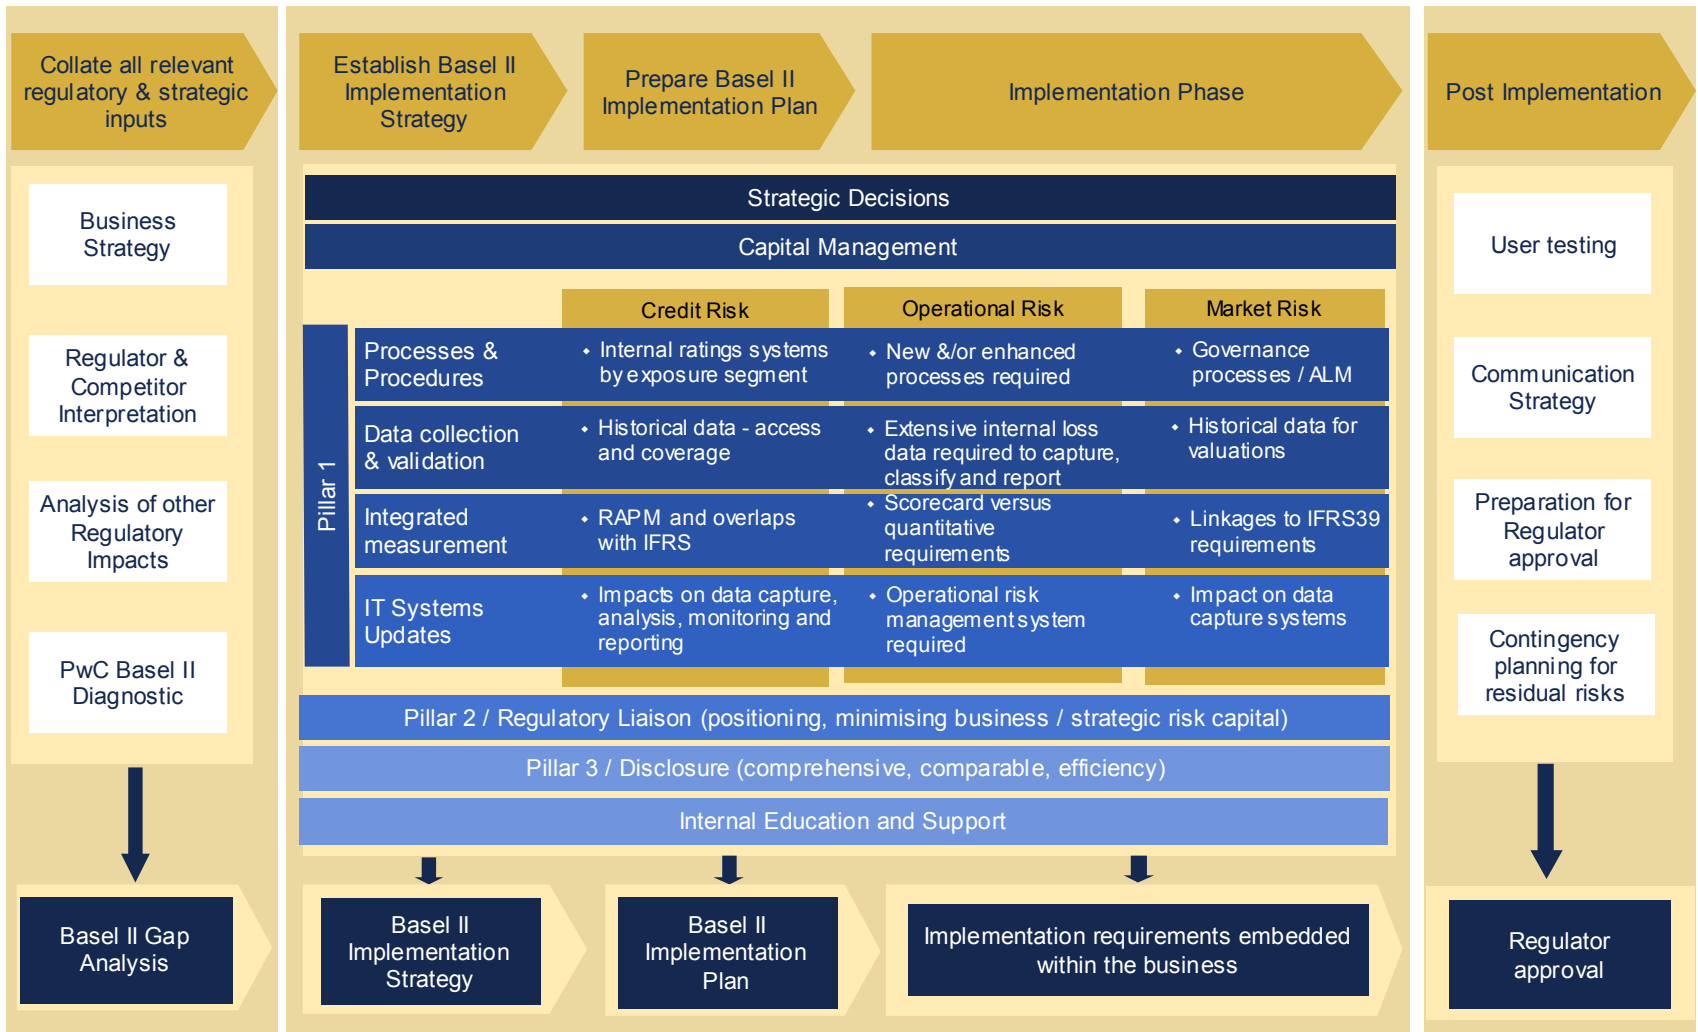 Collate all relevant
regulatory & strategic
inputs
Establish Basel II
Implementation
Strategy
Prepare Basel II
Implementation Plan
Implementation Phase
Post Implementation
Business
Strategy
Regulator &
Competitor
Interpretation
Analysis of other
Regulatory
Impacts
PwC Basel II
Diagnostic
Basel II Gap
Analysis
Strategic Decisions
Capital Management
Credit Risk
Operational Risk
Market Risk
Pillar 1
Processes &
Procedures
• Internal ratings systems
by exposure segment
• New &/or enhanced
processes required
• Governance
processes / ALM
Data collection
& validation
• Historical data - access
and coverage
• Extensive internal loss
data required to capture,
classify and report
• Historical data for
valuations
Integrated
measurement
• RAPM and overlaps
with IFRS
• Scorecard versus
quantitative
requirements
• Linkages to IFRS39
requirements
IT Systems
Updates
• Impacts on data capture,
analysis, monitoring and
reporting
• Operational risk
management system
required
• Impact on data
capture systems
Pillar 2 / Regulatory Liaison (positioning, minimising business / strategic risk capital)
Pillar 3 / Disclosure (comprehensive, comparable, efficiency)
Internal Education and Support
Basel II
Implementation
Strategy
Basel II
Implementation
Plan
Implementation requirements embedded
within the business
User testing
Communication
Strategy
Preparation for
Regulator
approval
Contingency
planning for
residual risks
Regulator
approval